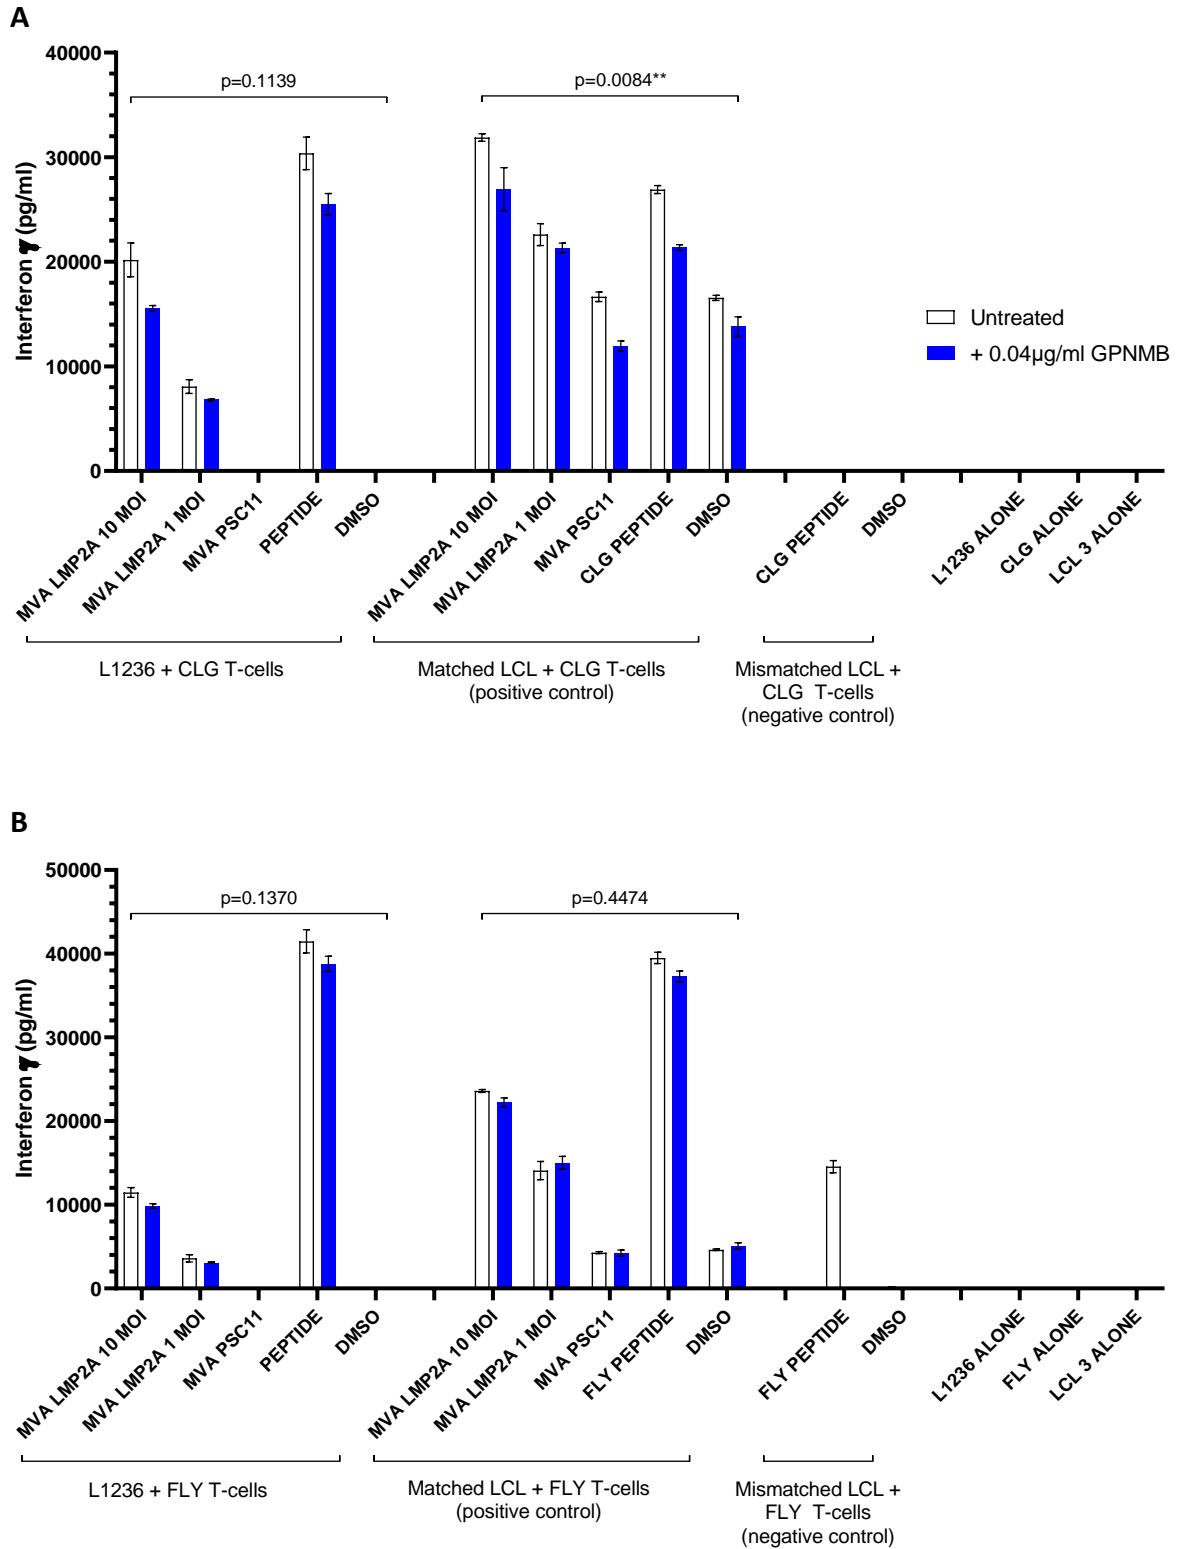 A
40000
30000
20000
10000
0
Interferon γ (pg/ml)
p=0.1139
p=0.0084**
Untreated
+ 0.04µg/ml GPNMB
MVA LMP2A 10 MOI
MVA LMP2A 1 MOI
MVA PSC11
PEPTIDE
DMSO
MVA LMP2A 10 MOI
MVA LMP2A 1 MOI
MVA PSC11
CLG PEPTIDE
DMSO
CLG PEPTIDE
DMSO
L1236 ALONE
CLG ALONE
LCL 3 ALONE
L1236 + CLG T-cells
Matched LCL + CLG T-cells
(positive control)
Mismatched LCL +
CLG T-cells
(negative control)
B
50000
40000
30000
20000
10000
0
Interferon γ (pg/ml)
p=0.1370
p=0.4474
MVA LMP2A 10 MOI
MVA LMP2A 1 MOI
MVA PSC11
PEPTIDE
DMSO
MVA LMP2A 10 MOI
MVA LMP2A 1 MOI
MVA PSC11
FLY PEPTIDE
DMSO
FLY PEPTIDE
DMSO
L1236 ALONE
FLY ALONE
LCL 3 ALONE
L1236 + FLY T-cells
Matched LCL + FLY T-cells
(positive control)
Mismatched LCL +
FLY T-cells
(negative control)